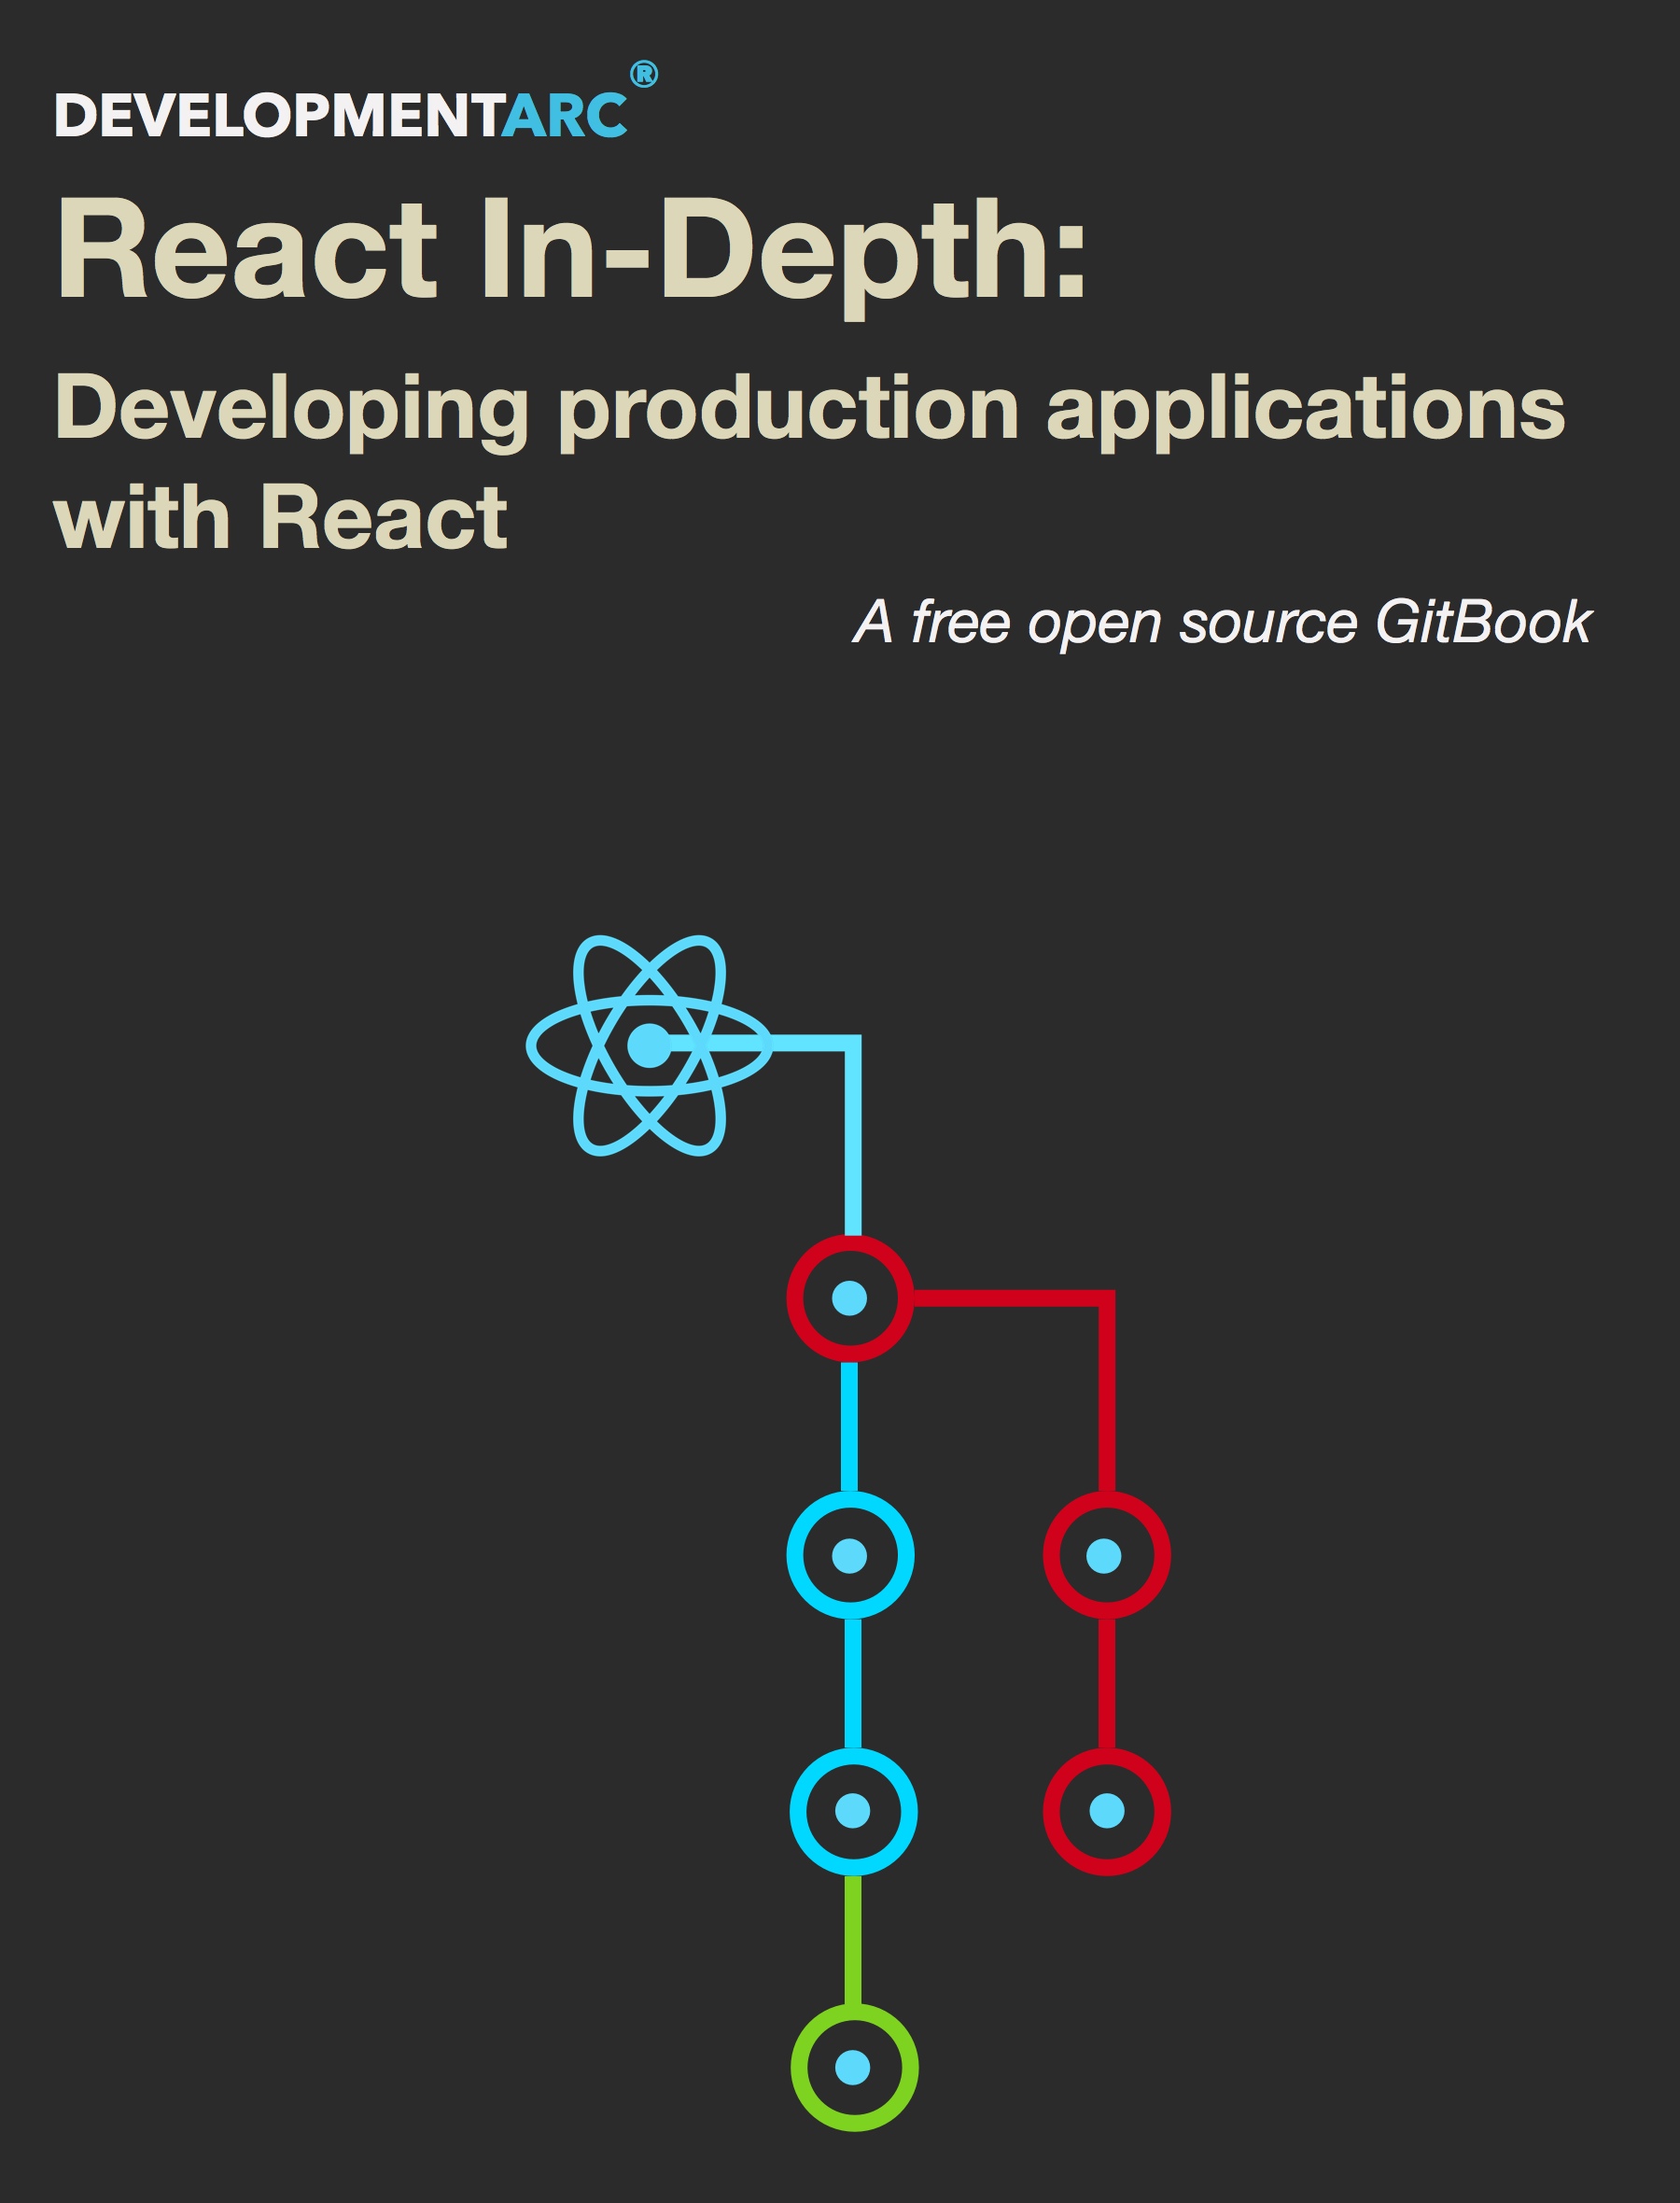 DEVELOPMENTARC®
React In-Depth:
Developing production applications
with React
A free open source GitBook